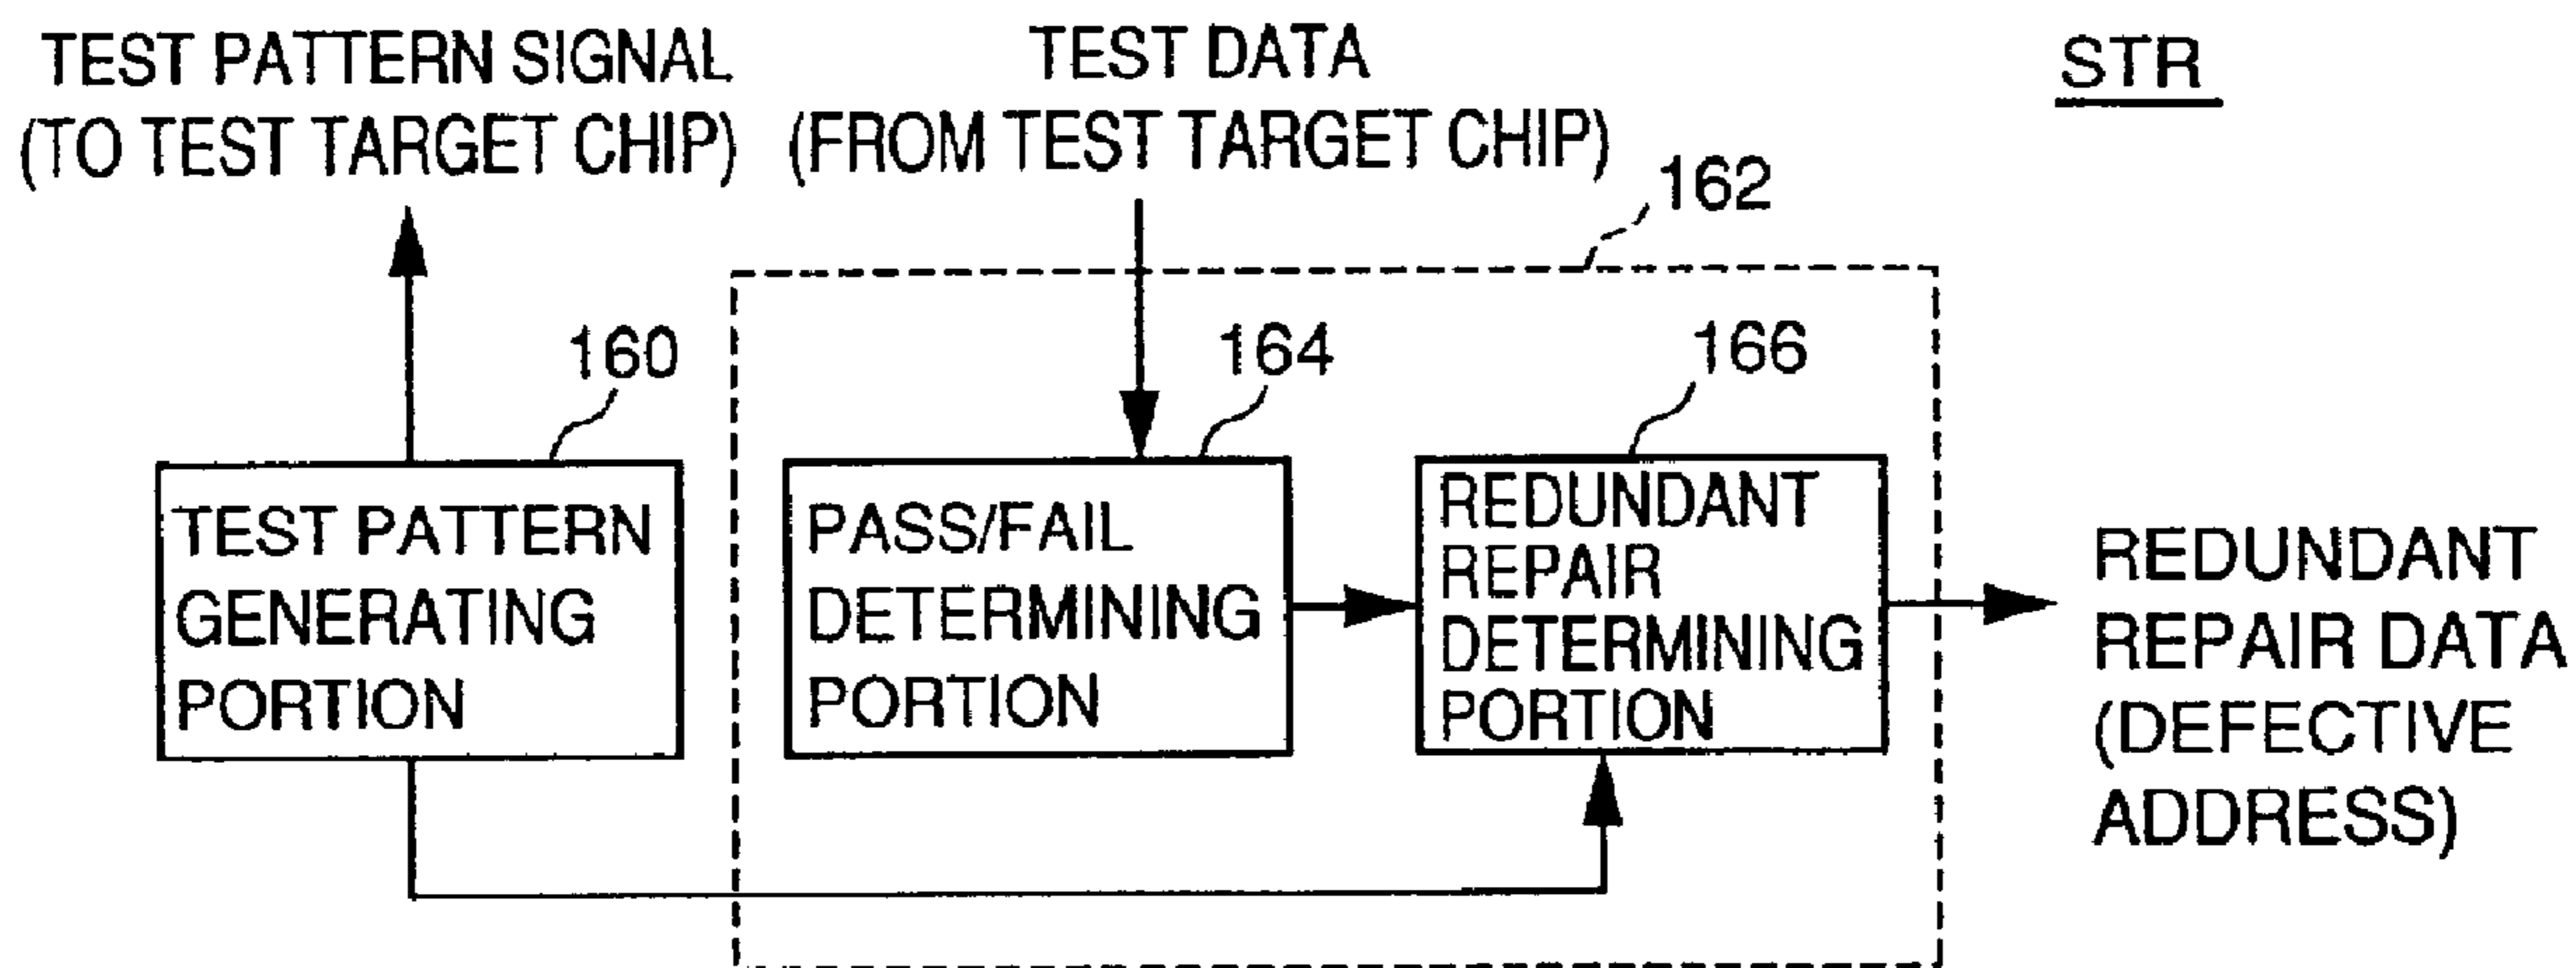 TEST PATTERN SIGNAL
(TO TEST TARGET CHIP)
TEST DATA
(FROM TEST TARGET CHIP)
STR
162
160
164
166
TEST PATTERN
GENERATING
PORTION
PASS/FAIL
DETERMINING
PORTION
REDUNDANT
REPAIR
DETERMINING
PORTION
REDUNDANT
REPAIR DATA
(DEFECTIVE
ADDRESS)